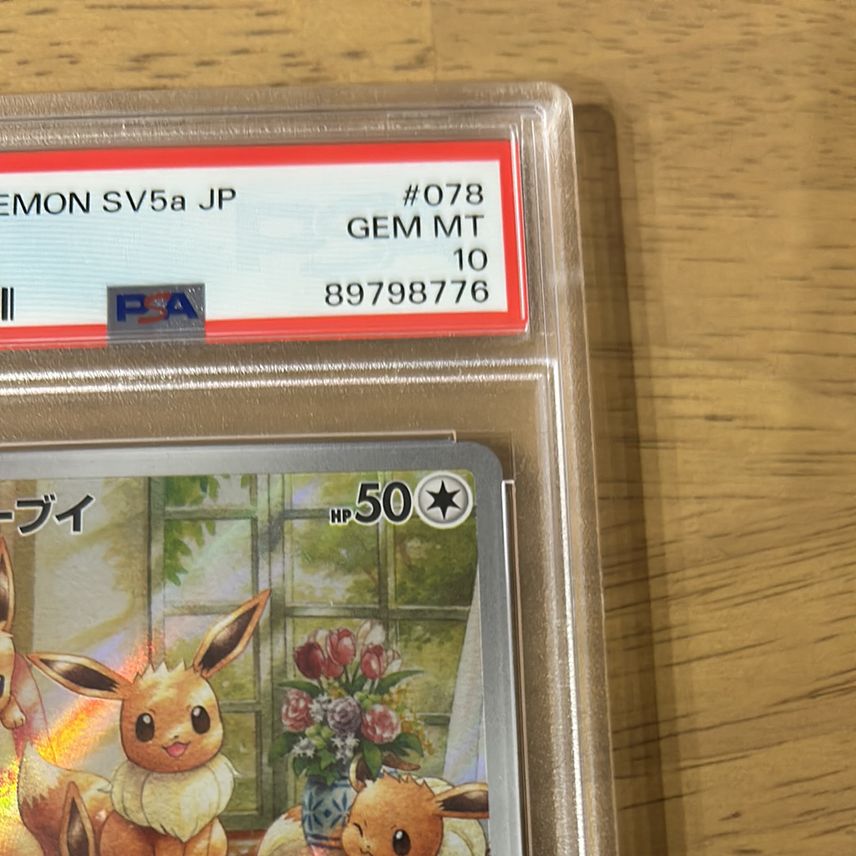 EMON SV5a JP #078
GEM MT
10
PSA 89798776
ーブイ HP50